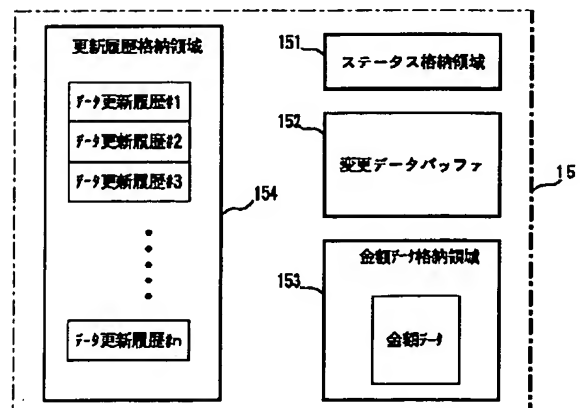 更新履歴格納領域
データ更新履歴#1
データ更新履歴#2
データ更新履歴#3
データ更新履歴#n
154
151
ステータス格納領域
152
変更データバッファ
15
153
金額データ格納領域
金額データ